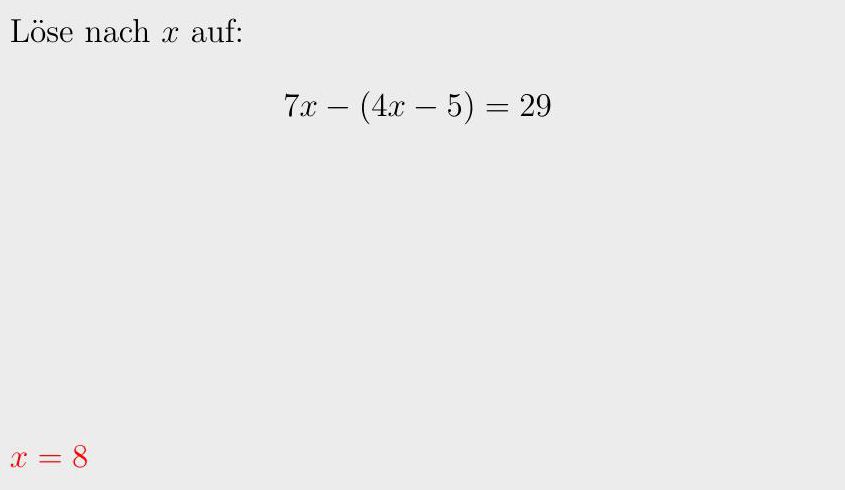 Löse nach x auf:
7x − (4x − 5) = 29
x = 8